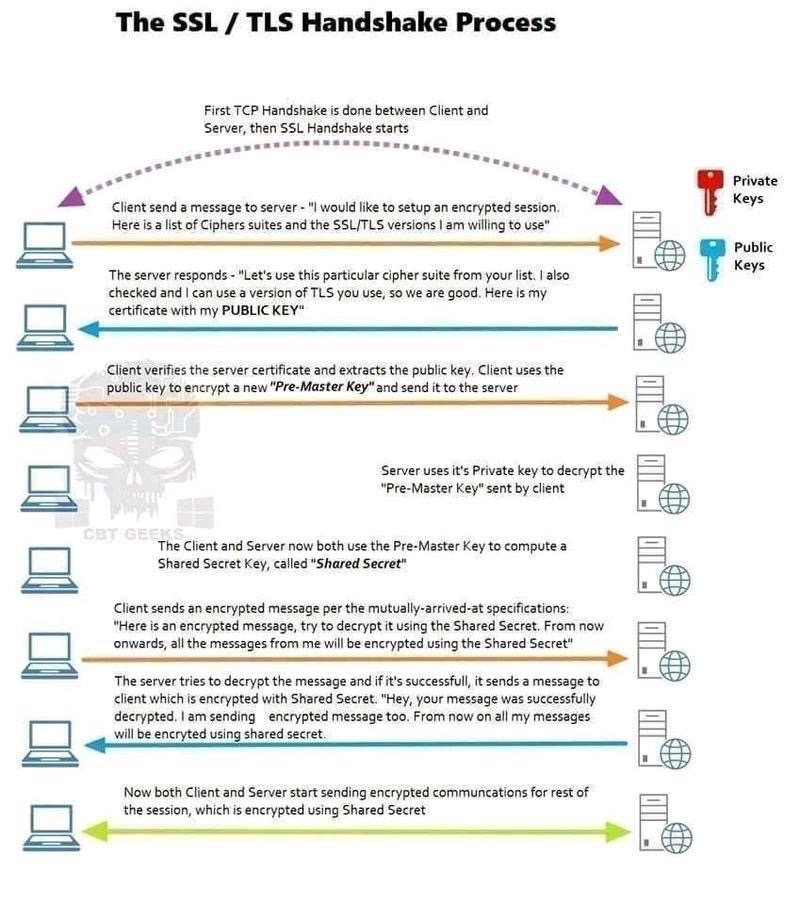 The SSL / TLS Handshake Process
First TCP Handshake is done between Client and
Server, then SSL Handshake starts
Private
Keys
Client send a message to server - "I would like to setup an encrypted session.
Here is a list of Ciphers suites and the SSL/TLS versions I am willing to use"
Public
Keys
The server responds - "Let's use this particular cipher suite from your list. I also
checked and I can use a version of TLS you use, so we are good. Here is my
certificate with my PUBLIC KEY"
Client verifies the server certificate and extracts the public key. Client uses the
public key to encrypt a new "Pre-Master Key" and send it to the server
Server uses it's Private key to decrypt the
"Pre-Master Key" sent by client
CBT GEEKS
The Client and Server now both use the Pre-Master Key to compute a
Shared Secret Key, called "Shared Secret"
Client sends an encrypted message per the mutually-arrived-at specifications:
"Here is an encrypted message, try to decrypt it using the Shared Secret. From now
onwards, all the messages from me will be encrypted using the Shared Secret"
The server tries to decrypt the message and if it's successfull, it sends a message to
client which is encrypted with Shared Secret. "Hey, your message was successfully
decrypted. I am sending encrypted message too. From now on all my messages
will be encryted using shared secret.
Now both Client and Server start sending encrypted communcations for rest of
the session, which is encrypted using Shared Secret